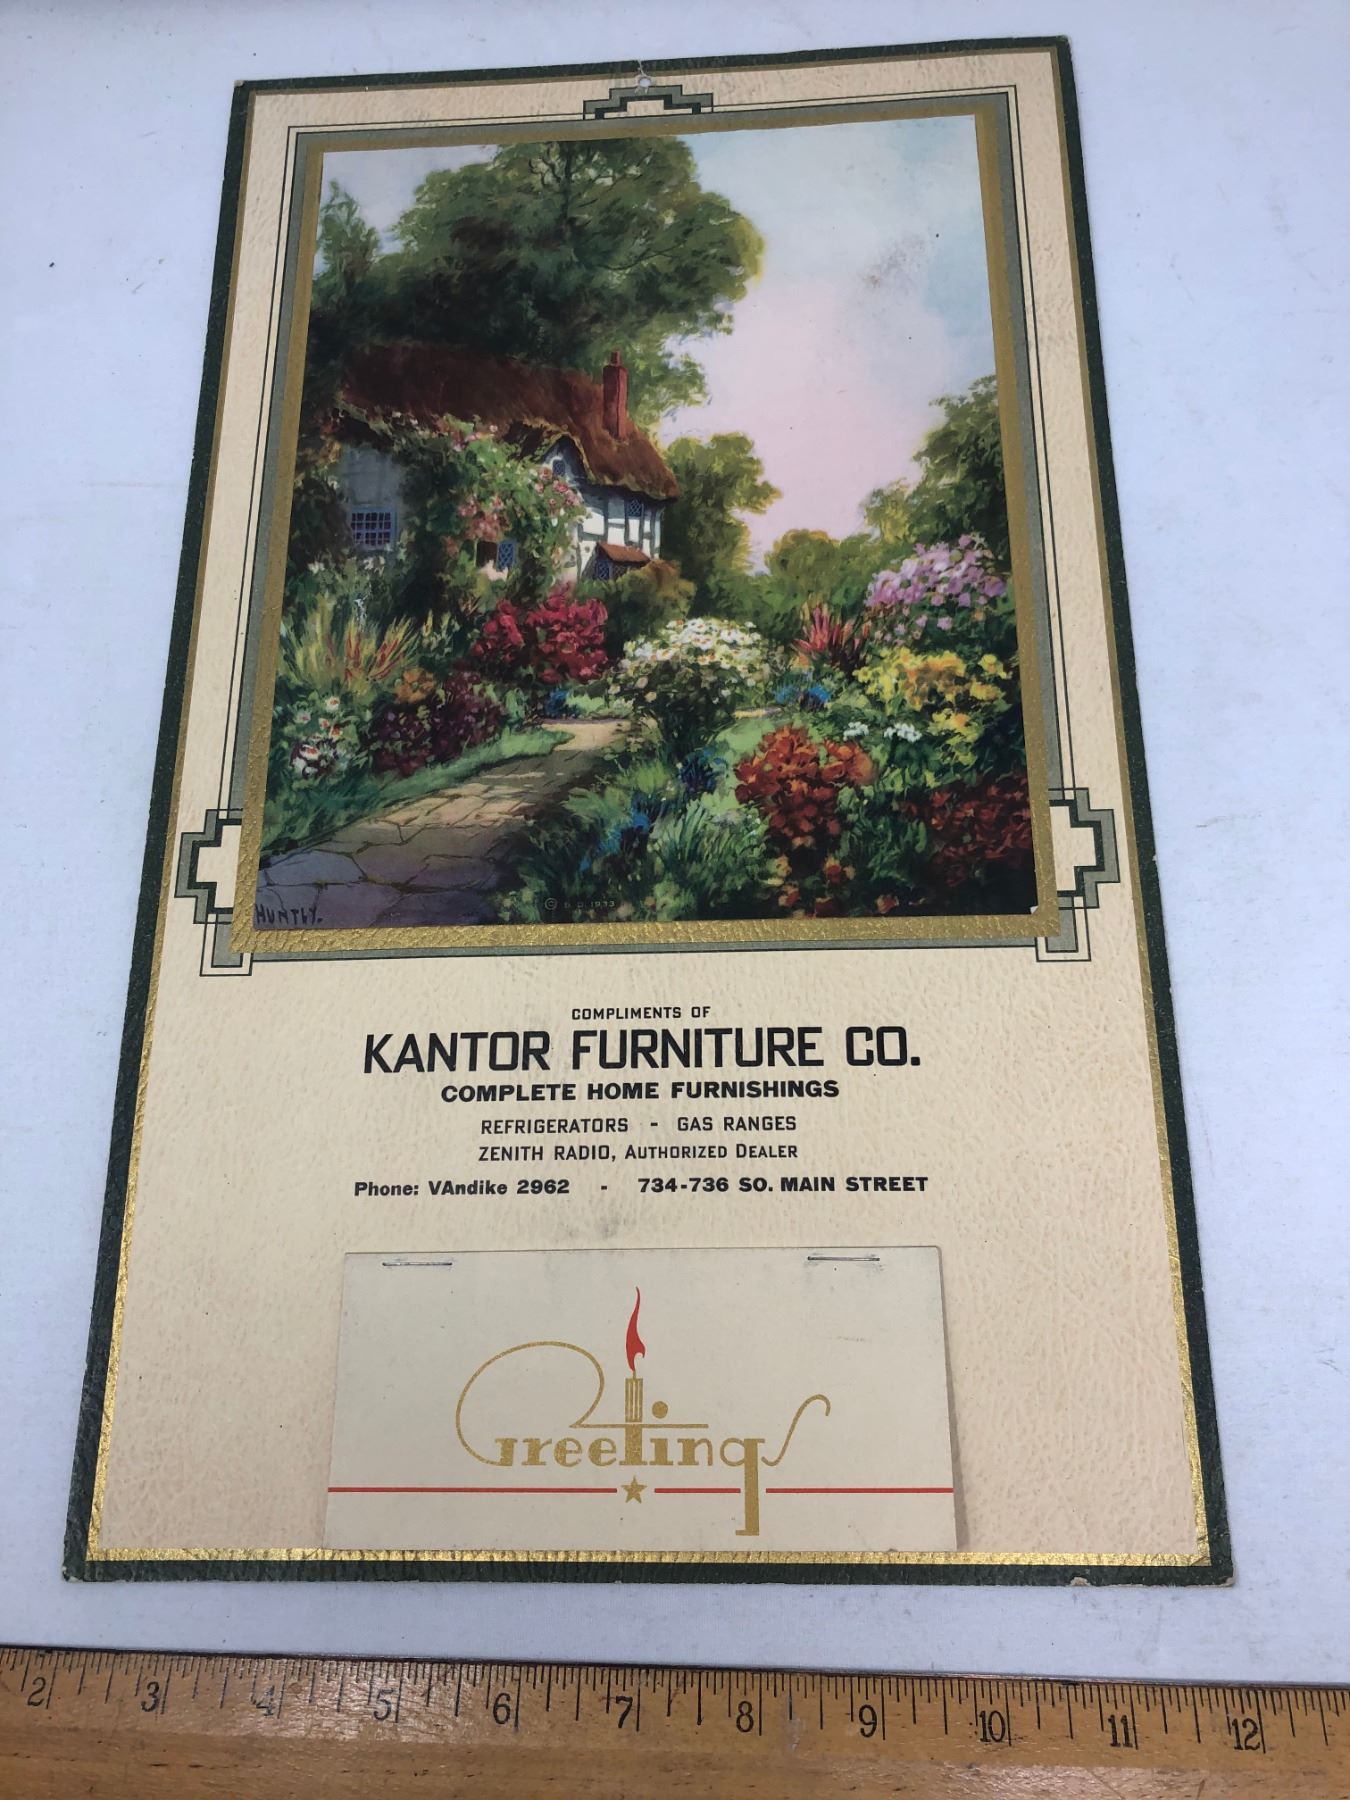 HUNTLY.
© D. D. 1933
COMPLIMENTS OF
KANTOR FURNITURE CO.
COMPLETE HOME FURNISHINGS
REFRIGERATORS - GAS RANGES
ZENITH RADIO, AUTHORIZED DEALER
Phone: VAndike 2962 - 734-736 SO. MAIN STREET
Greetings
2 3 4 5 6 7 8 9 10 11 12